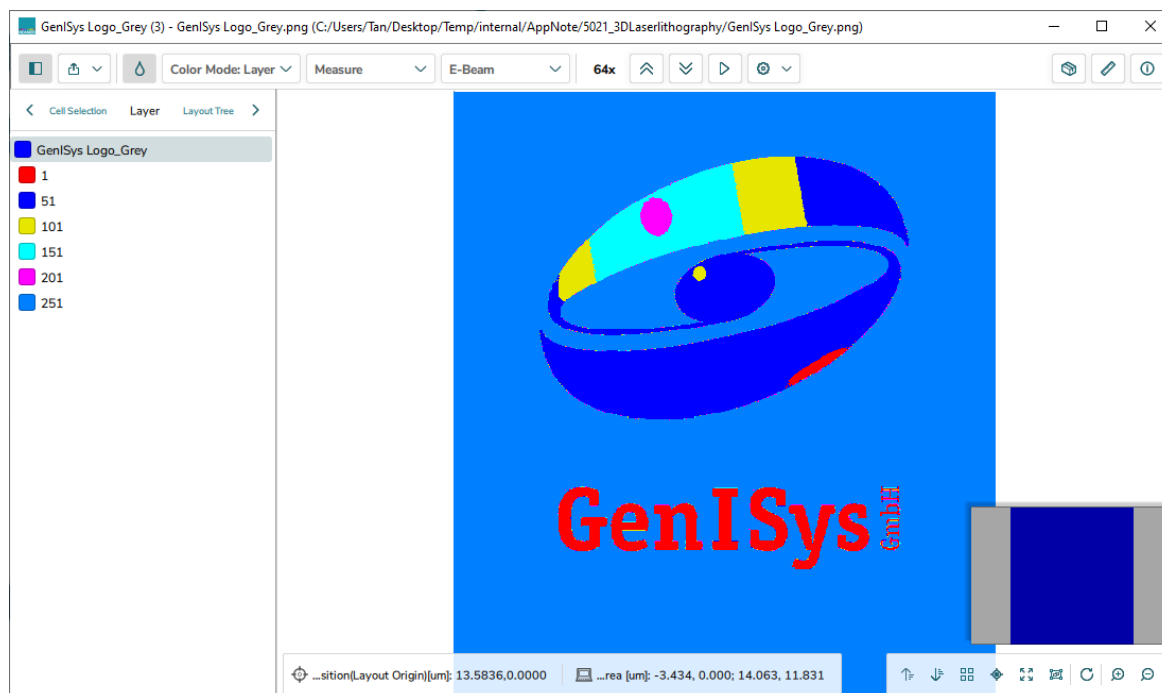 GenISys Logo_Grey (3) - GenISys Logo_Grey.png (C:/Users/Tan/Desktop/Temp/internal/AppNote/5021_3DLaserlithography/GenISys Logo_Grey.png)
Color Mode: Layer Measure E-Beam 64x
Cell Selection Layer Layout Tree
GenISys Logo_Grey
1
51
101
151
201
251
GenISys GmbH
...sition(Layout Origin)[um]: 13.5836,0.0000 ...rea [um]: -3.434, 0.000; 14.063, 11.831